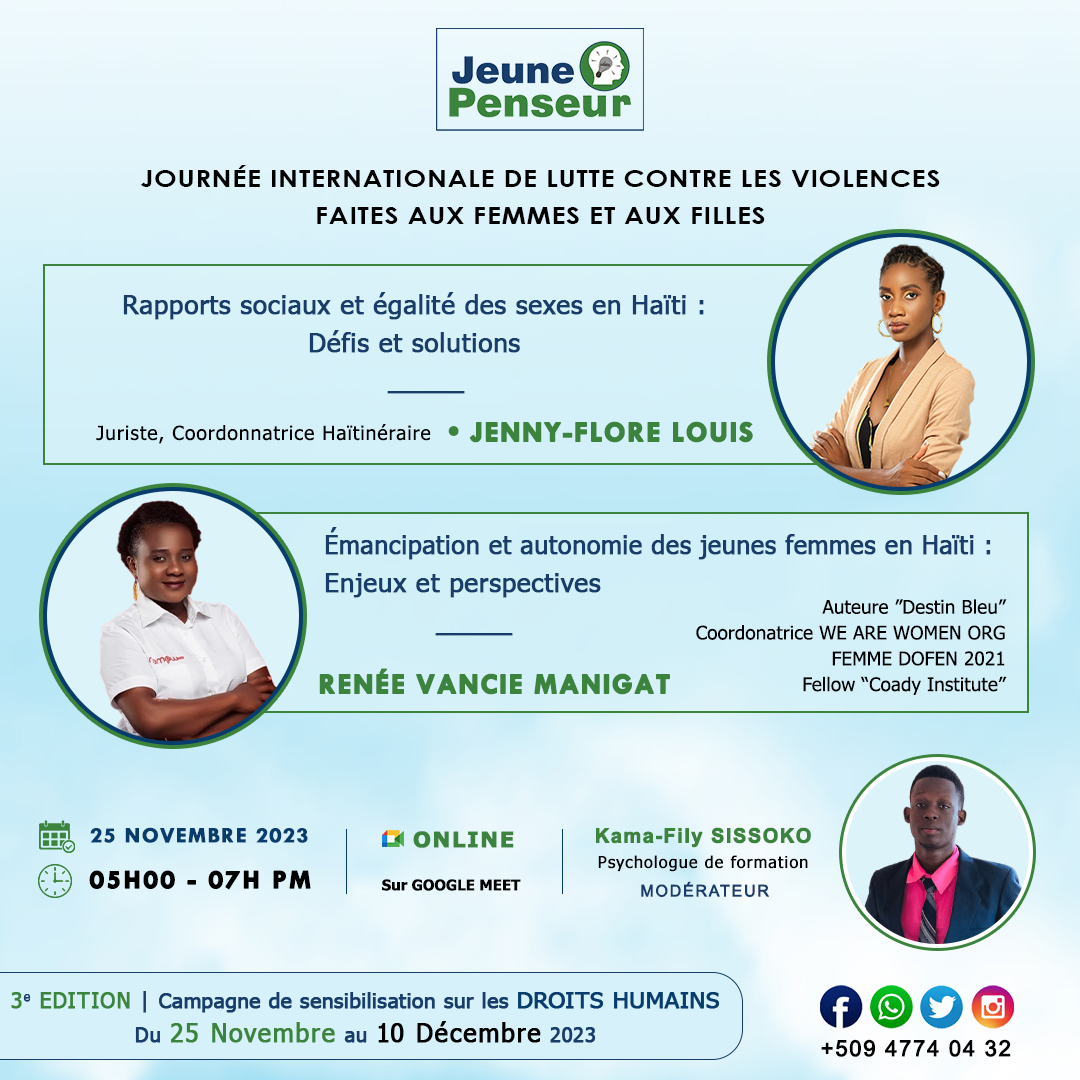 Jeune
Penseur
JOURNÉE INTERNATIONALE DE LUTTE CONTRE LES VIOLENCES
FAITES AUX FEMMES ET AUX FILLES
Rapports sociaux et égalité des sexes en Haïti :
Défis et solutions
Juriste, Coordonnatrice Haïtinéraire • JENNY-FLORE LOUIS
Émancipation et autonomie des jeunes femmes en Haïti :
Enjeux et perspectives
Auteure ”Destin Bleu”
Coordonatrice WE ARE WOMEN ORG
FEMME DOFEN 2021
Fellow “Coady Institute”
RENÉE VANCIE MANIGAT
25 NOVEMBRE 2023
05H00 - 07H PM
ONLINE
Sur GOOGLE MEET
Kama-Fily SISSOKO
Psychologue de formation
MODÉRATEUR
3e EDITION | Campagne de sensibilisation sur les DROITS HUMAINS
Du 25 Novembre au 10 Décembre 2023
+509 4774 04 32